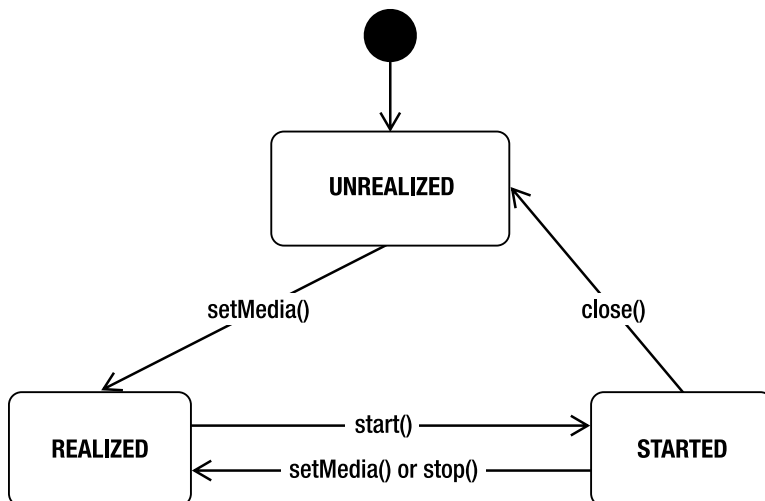 UNREALIZED
setMedia()
close()
REALIZED
start()
STARTED
setMedia() or stop()